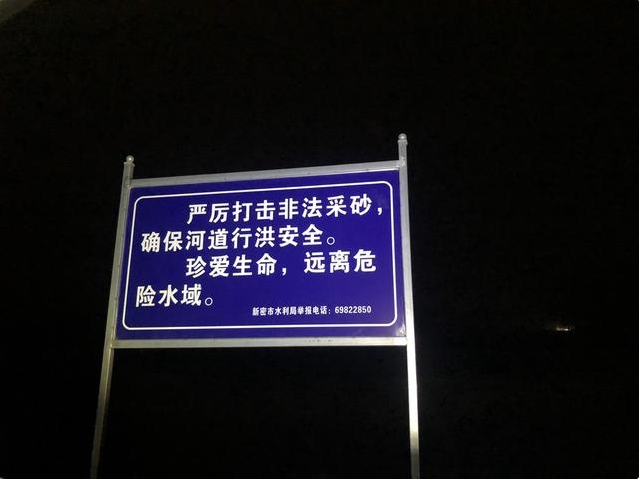 严厉打击非法采砂，
确保河道行洪安全。
珍爱生命，远离危
险水域。
新密市水利局举报电话：69822850